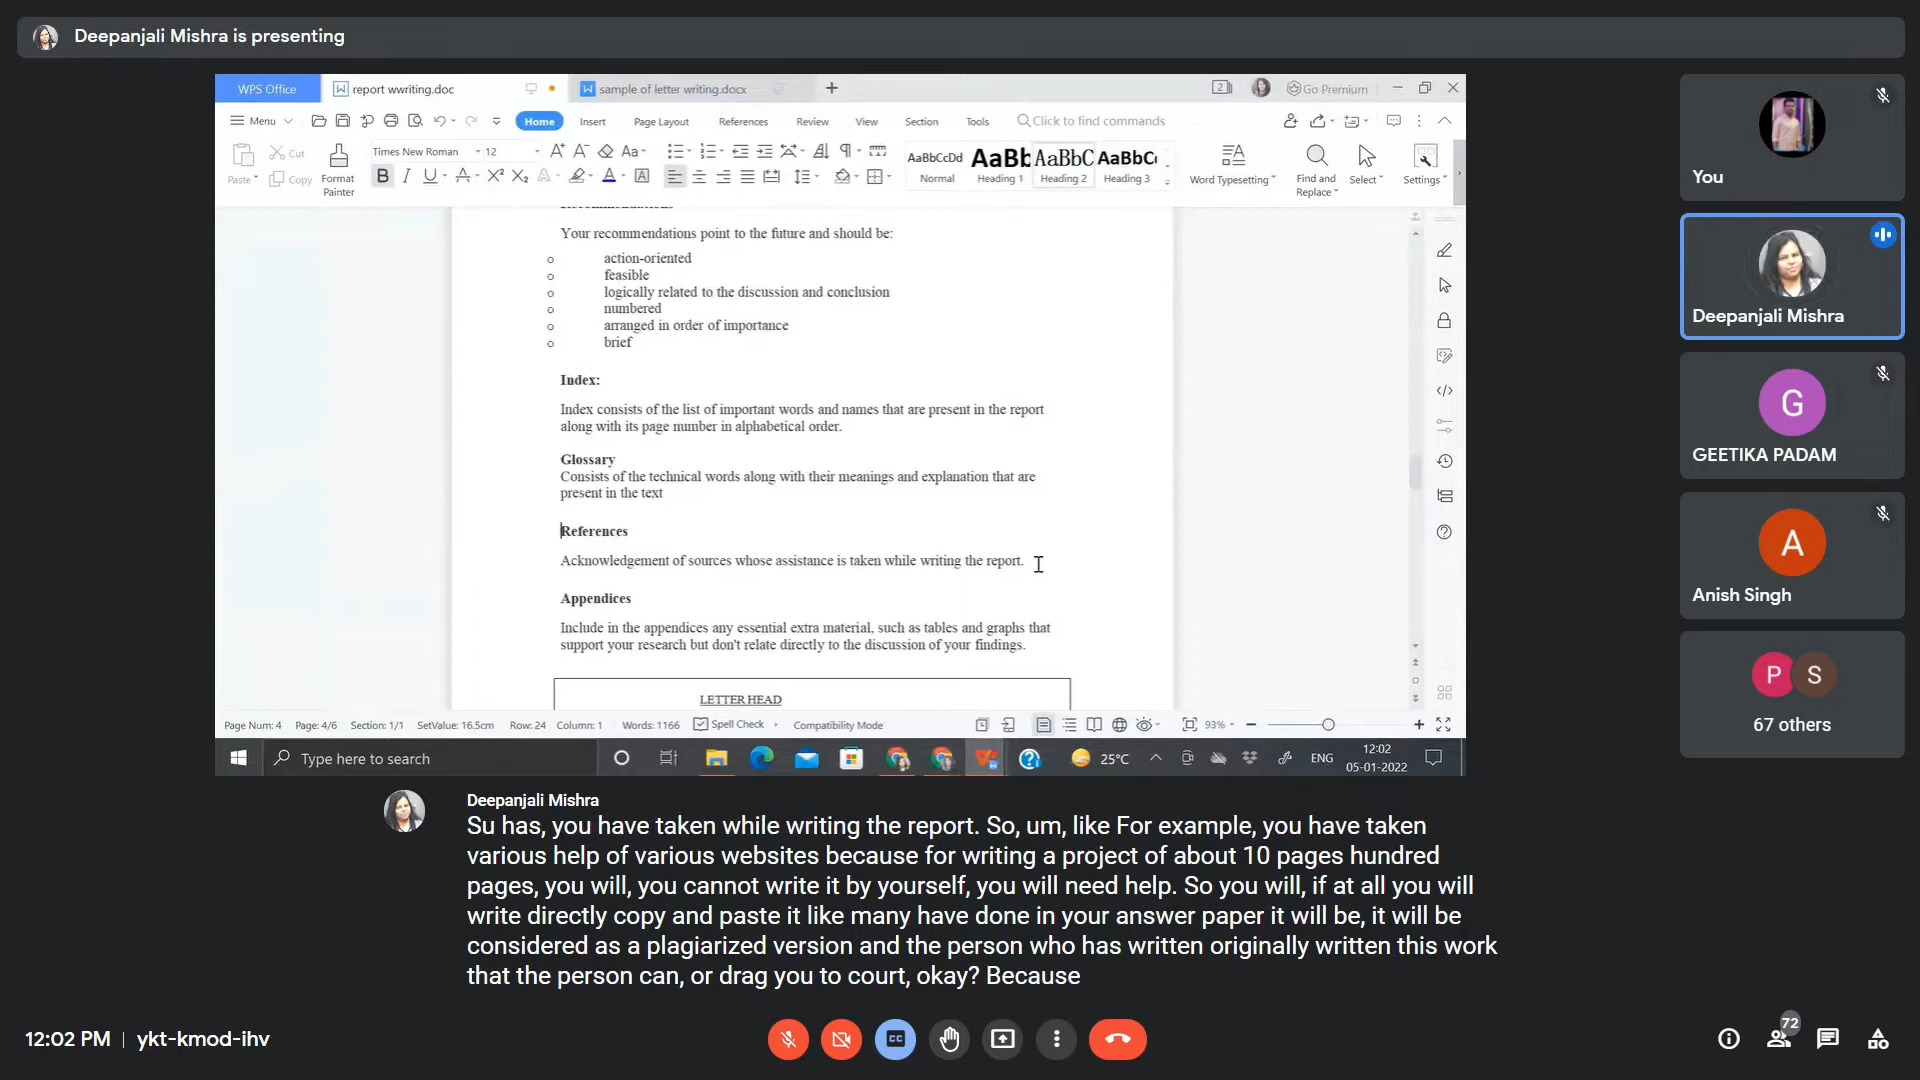 Deepanjali Mishra is presenting
WPS Office
report wwriting.doc
sample of letter writing.docx
Go Premium
Menu
Home
Insert
Page Layout
References
Review
View
Section
Tools
Click to find commands
Paste
Cut
Copy
Format Painter
Times New Roman
12
AaBbCcDd
Normal
AaBb
Heading 1
AaBbC
Heading 2
AaBbC
Heading 3
Word Typesetting
Find and Replace
Select
Settings
Recommendations
Your recommendations point to the future and should be:
o action-oriented
o feasible
o logically related to the discussion and conclusion
o numbered
o arranged in order of importance
o brief
Index:
Index consists of the list of important words and names that are present in the report
along with its page number in alphabetical order.
Glossary
Consists of the technical words along with their meanings and explanation that are
present in the text
References
Acknowledgement of sources whose assistance is taken while writing the report.
Appendices
Include in the appendices any essential extra material, such as tables and graphs that
support your research but don't relate directly to the discussion of your findings.
LETTER HEAD
Page Num: 4 Page: 4/6 Section: 1/1 SetValue: 16.5cm Row: 24 Column: 1 Words: 1166 Spell Check Compatibility Mode 93%
Type here to search
25°C
ENG
12:02
05-01-2022
You
Deepanjali Mishra
G
GEETIKA PADAM
A
Anish Singh
P S
67 others
Deepanjali Mishra
Su has, you have taken while writing the report. So, um, like For example, you have taken
various help of various websites because for writing a project of about 10 pages hundred
pages, you will, you cannot write it by yourself, you will need help. So you will, if at all you will
write directly copy and paste it like many have done in your answer paper it will be, it will be
considered as a plagiarized version and the person who has written originally written this work
that the person can, or drag you to court, okay? Because
12:02 PM | ykt-kmod-ihv
CC
72